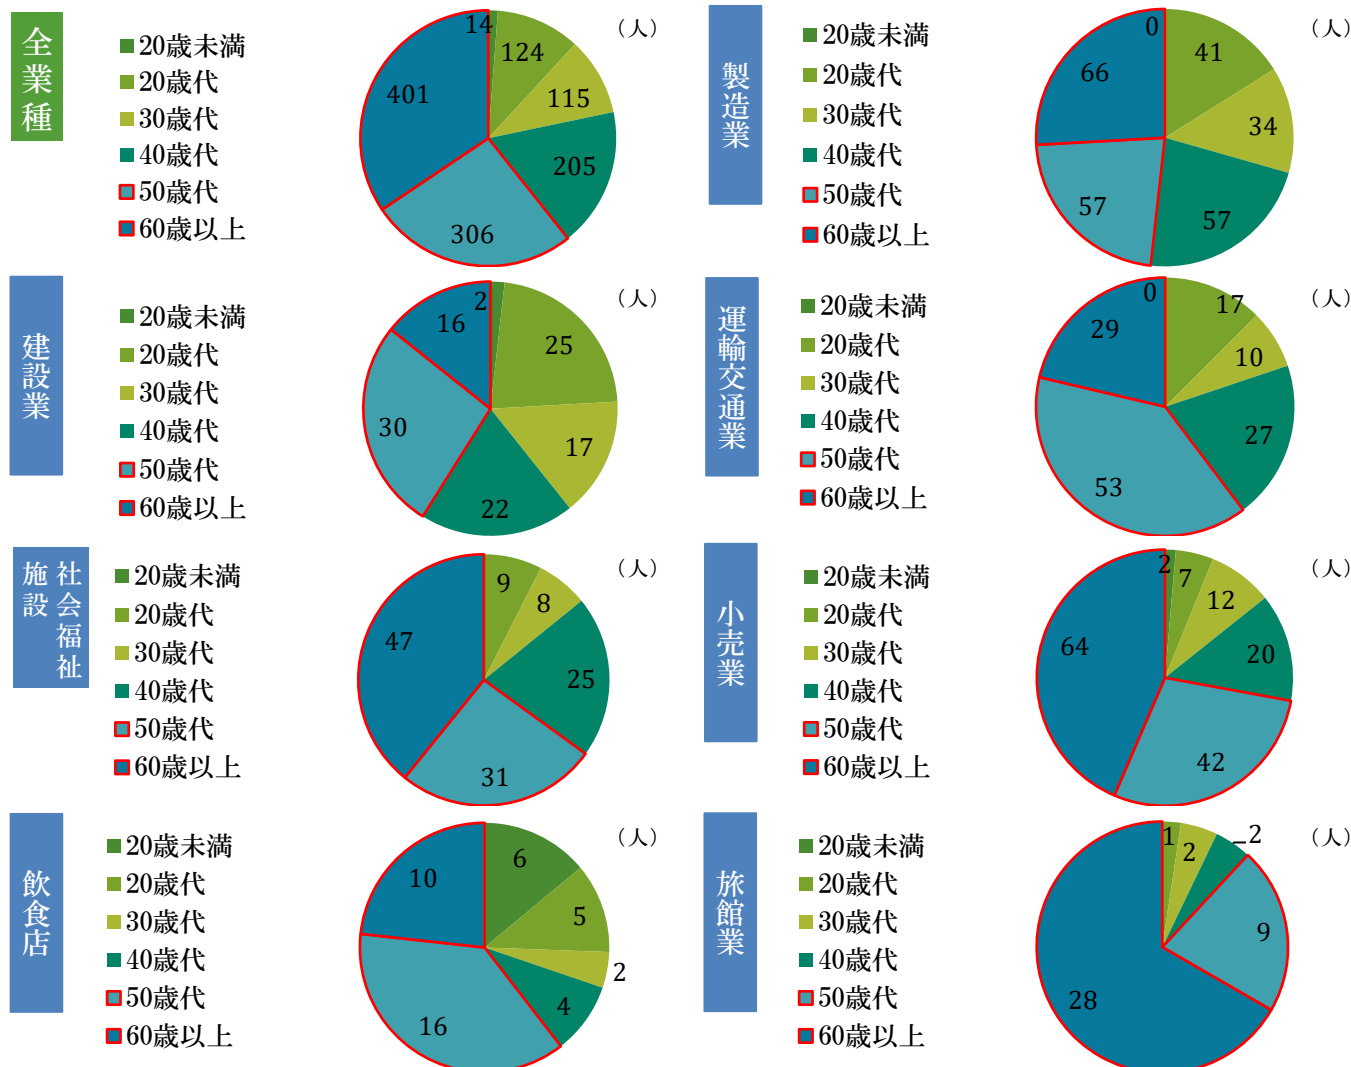 全業種
20歳未満
20歳代
30歳代
40歳代
50歳代
60歳以上
（人）
14
124
115
205
306
401
製造業
20歳未満
20歳代
30歳代
40歳代
50歳代
60歳以上
（人）
0
41
34
57
57
66
建設業
20歳未満
20歳代
30歳代
40歳代
50歳代
60歳以上
（人）
2
25
17
22
30
16
運輸交通業
20歳未満
20歳代
30歳代
40歳代
50歳代
60歳以上
（人）
0
17
10
27
53
29
社会福祉
施設
20歳未満
20歳代
30歳代
40歳代
50歳代
60歳以上
（人）
9
8
25
31
47
小売業
20歳未満
20歳代
30歳代
40歳代
50歳代
60歳以上
（人）
2
7
12
20
42
64
飲食店
20歳未満
20歳代
30歳代
40歳代
50歳代
60歳以上
（人）
6
5
2
4
16
10
旅館業
20歳未満
20歳代
30歳代
40歳代
50歳代
60歳以上
（人）
1
2
2
9
28